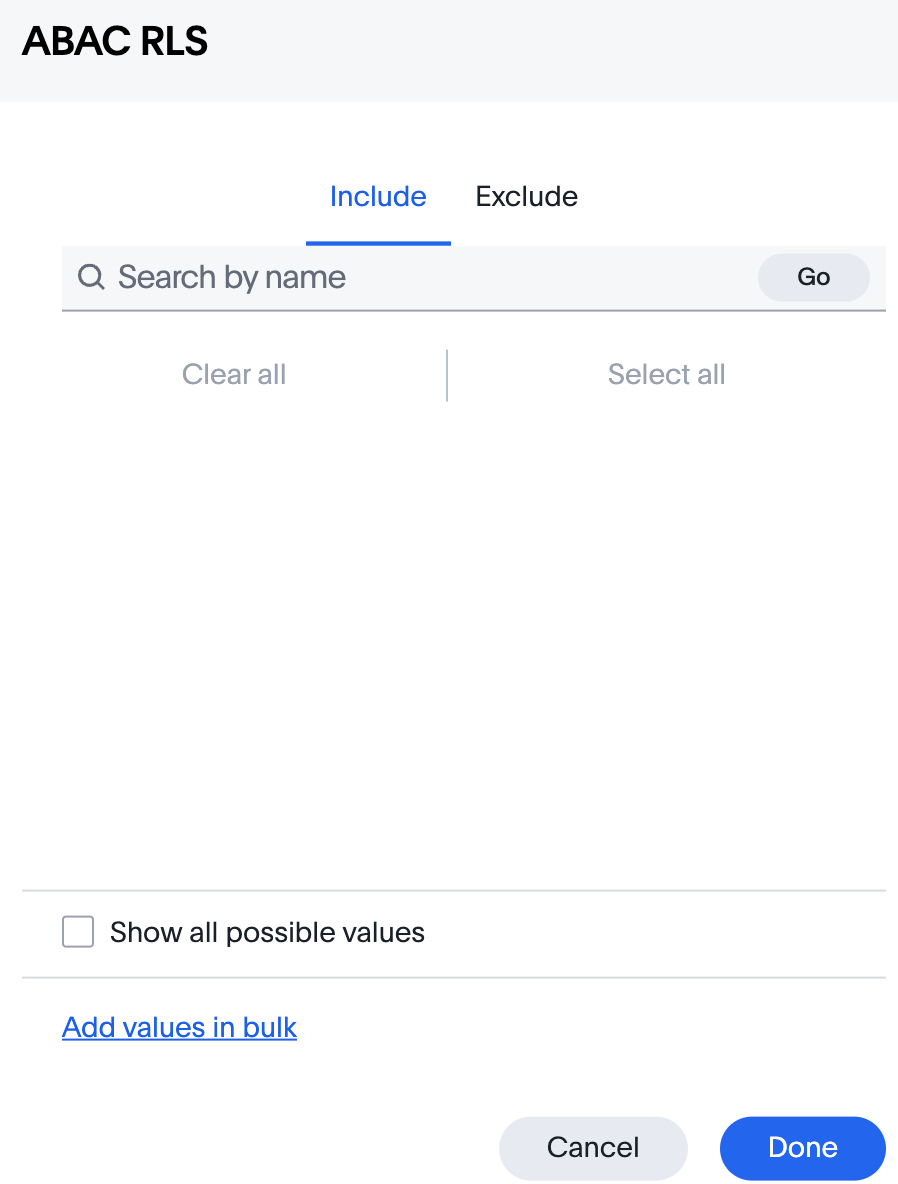 ABAC RLS
Include Exclude
Search by name Go
Clear all Select all
Show all possible values
Add values in bulk
Cancel Done